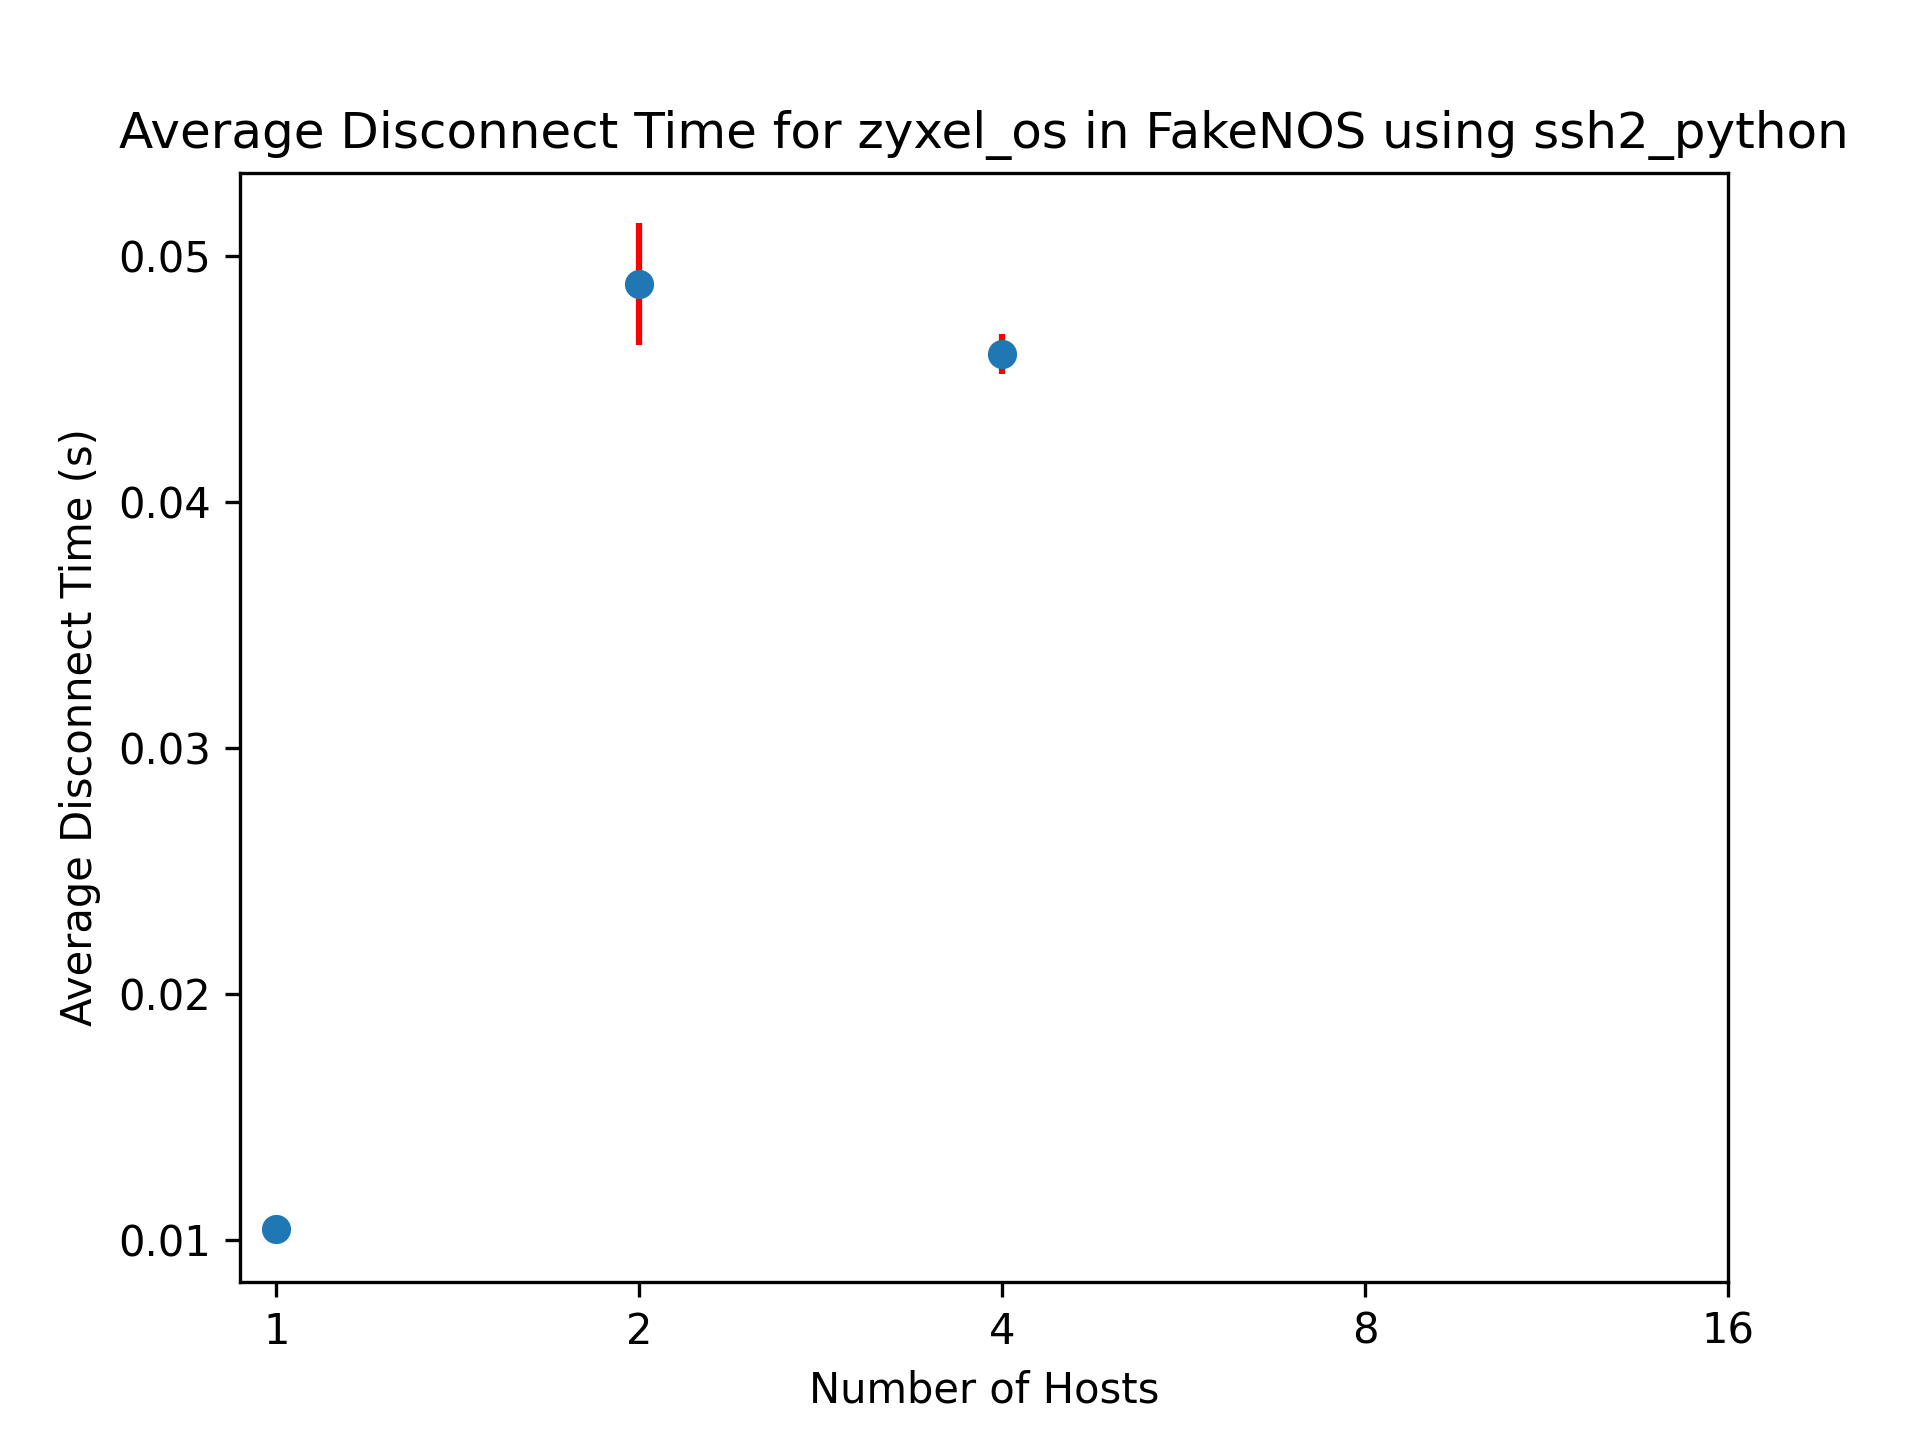 Average Disconnect Time for zyxel_os in FakeNOS using ssh2_python
Average Disconnect Time (s)
0.05
0.04
0.03
0.02
0.01
1 2 4 8 16
Number of Hosts